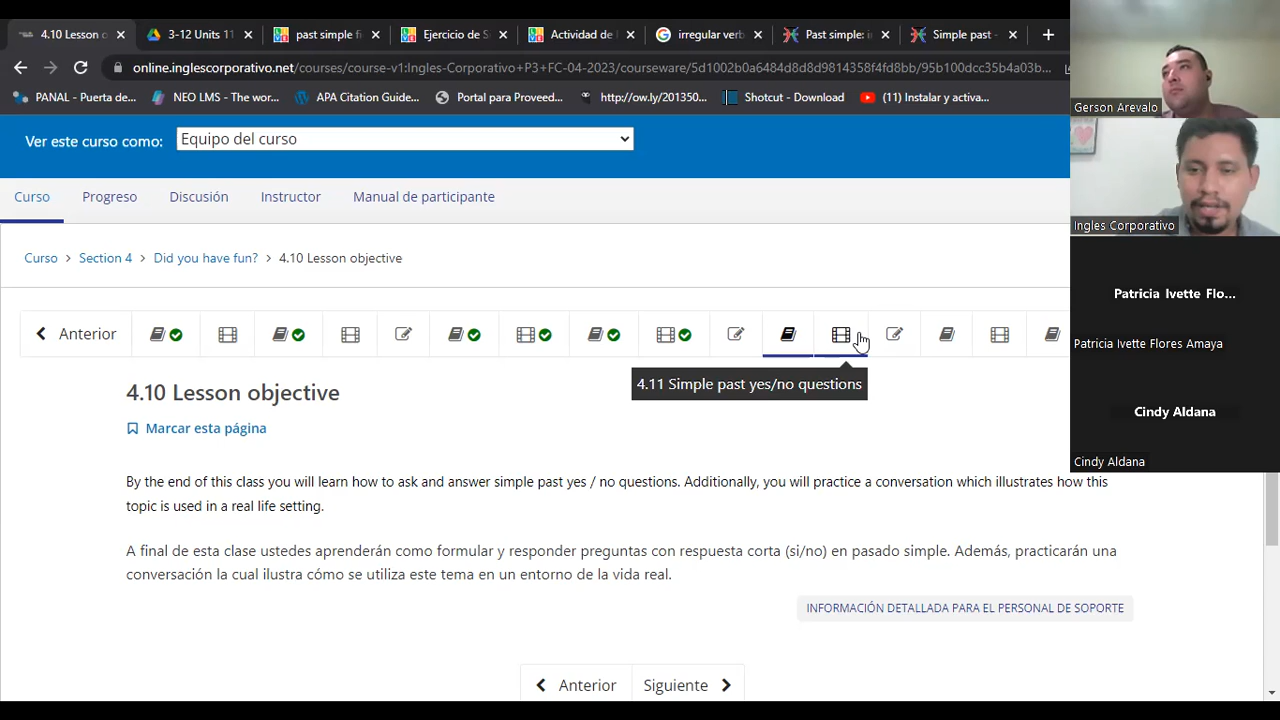 4.10 Lesson o
3-12 Units 11
past simple fi
Ejercicio de S
Actividad de
irregular verb
Past simple: i
Simple past -
online.inglescorporativo.net/courses/course-v1:Ingles-Corporativo+P3+FC-04-2023/courseware/5d1002b0a6484d8d8d9814358f4fd8bb/95b100dcc35b4a03b...
PANAL - Puerta de...
NEO LMS - The wor...
APA Citation Guide...
Portal para Proveed...
http://ow.ly/201350...
Shotcut - Download
(11) Instalar y activa...
Ver este curso como:
Equipo del curso
Curso
Progreso
Discusión
Instructor
Manual de participante
Curso > Section 4 > Did you have fun? > 4.10 Lesson objective
Anterior
4.11 Simple past yes/no questions
4.10 Lesson objective
Marcar esta página
By the end of this class you will learn how to ask and answer simple past yes / no questions. Additionally, you will practice a conversation which illustrates how this
topic is used in a real life setting.
A final de esta clase ustedes aprenderán como formular y responder preguntas con respuesta corta (si/no) en pasado simple. Además, practicarán una
conversación la cual ilustra cómo se utiliza este tema en un entorno de la vida real.
INFORMACIÓN DETALLADA PARA EL PERSONAL DE SOPORTE
Anterior
Siguiente
Gerson Arevalo
Ingles Corporativo
Patricia Ivette Flo...
Patricia Ivette Flores Amaya
Cindy Aldana
Cindy Aldana